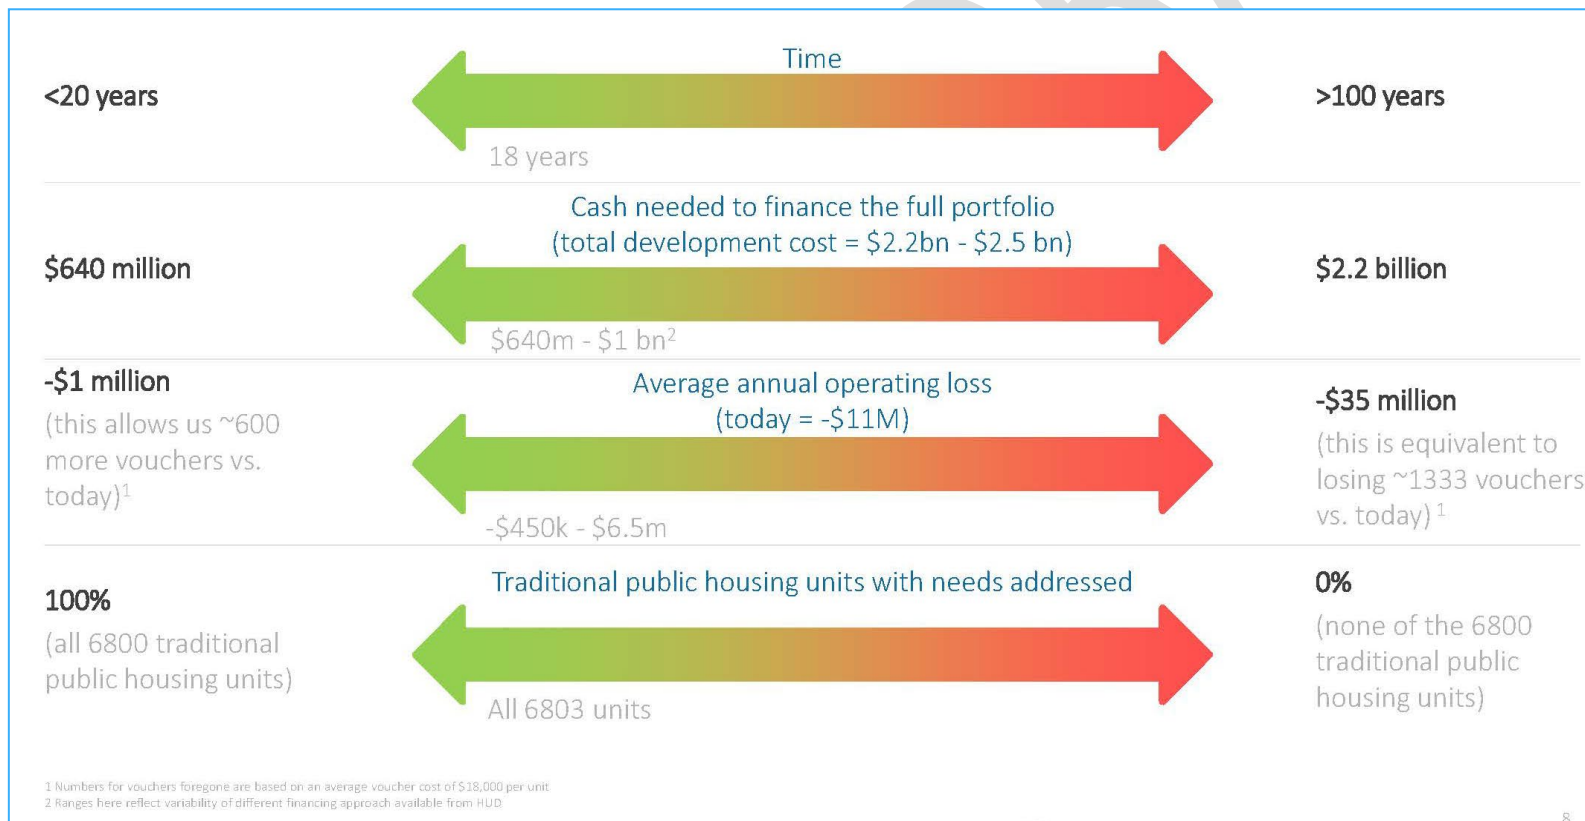 Time
<20 years
>100 years
18 years
Cash needed to finance the full portfolio
(total development cost = $2.2bn - $2.5 bn)
$640 million
$2.2 billion
$640m - $1 bn²
-$1 million
(this allows us ~600
more vouchers vs.
today)¹
Average annual operating loss
(today = -$11M)
-$35 million
(this is equivalent to
losing ~1333 vouchers
vs. today) ¹
-$450k - $6.5m
Traditional public housing units with needs addressed
100%
(all 6800 traditional
public housing units)
0%
(none of the 6800
traditional public
housing units)
All 6803 units
1 Numbers for vouchers foregone are based on an average voucher cost of $18,000 per unit
2 Ranges here reflect variability of different financing approach available from HUD
8